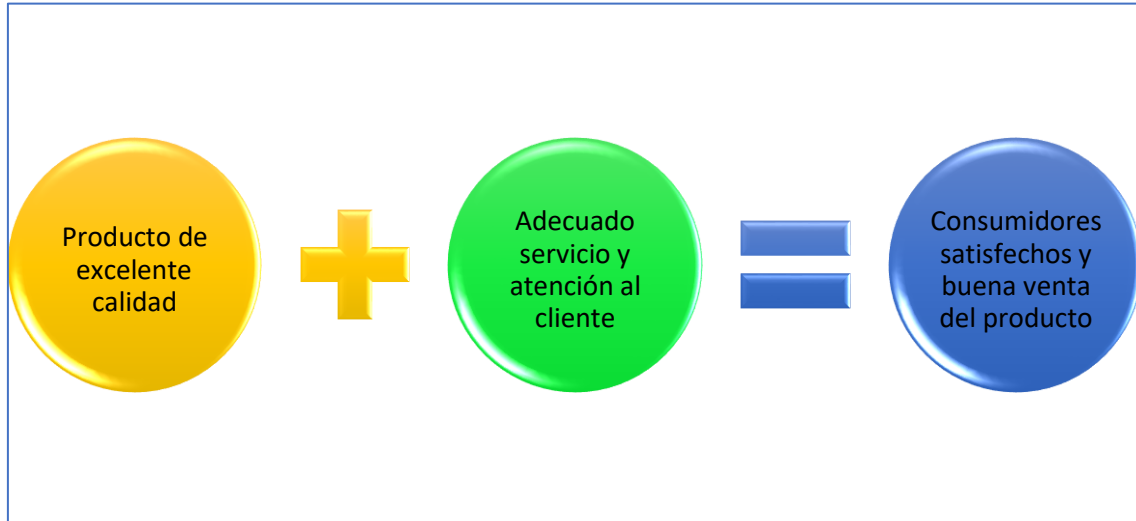 Producto de
excelente
calidad
Adecuado
servicio y
atención al
cliente
Consumidores
satisfechos y
buena venta
del producto